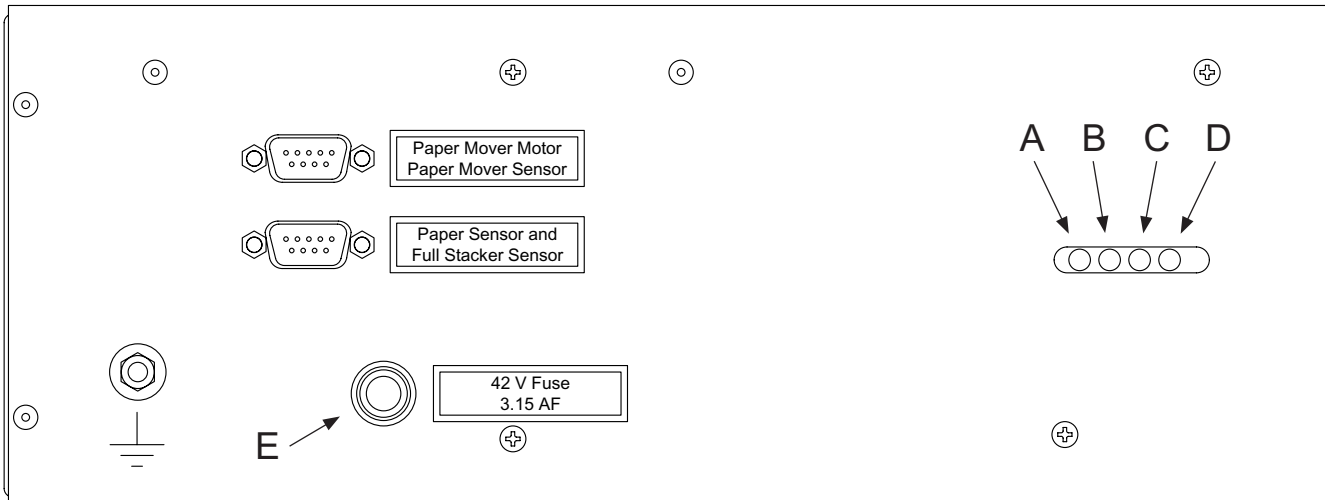 Paper Mover Motor
Paper Mover Sensor
A B C D
Paper Sensor and
Full Stacker Sensor
42 V Fuse
3.15 AF
E